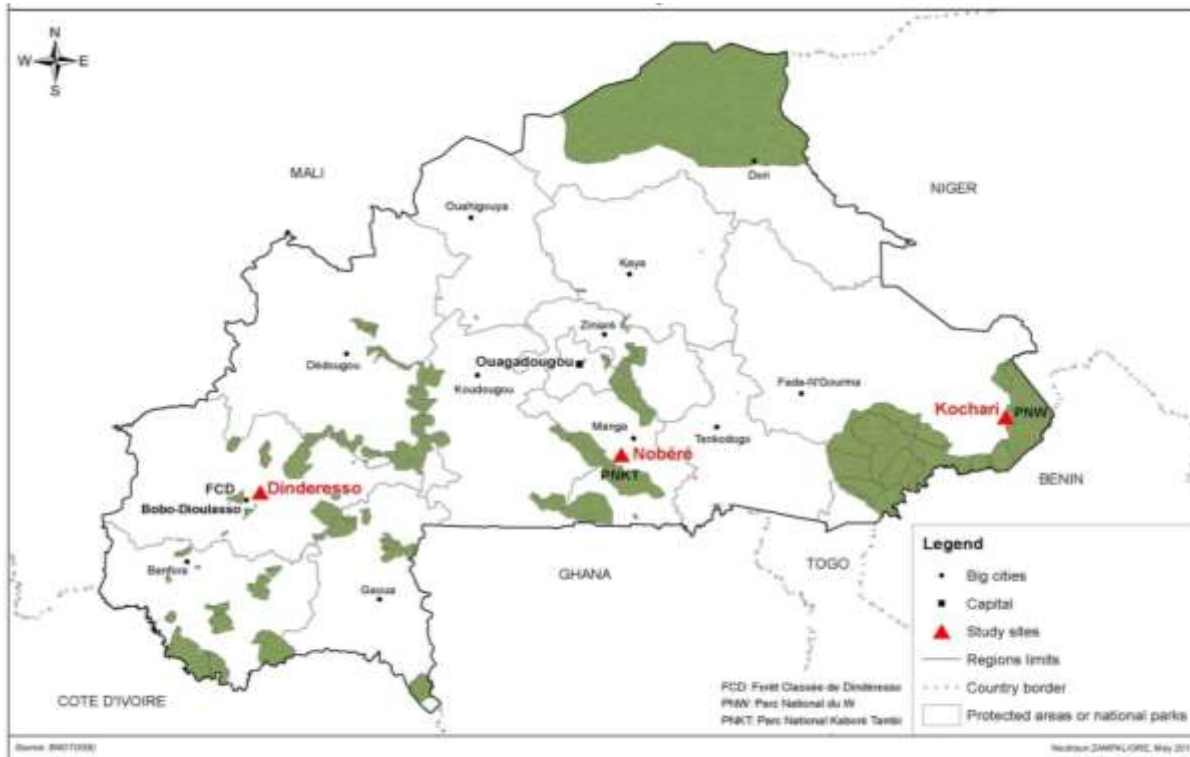 N
W E
S
MALI
NIGER
Dori
Ouahigouya
Kaya
Ziniaré
Ouagadougou
Dédougou
Koudougou
Fada-N'Gourma
Kochari
PNW
Manga
Tenkodogo
Nobéré
PNKT
BENIN
FCD
Dinderesso
Bobo-Dioulasso
Banfora
GHANA
TOGO
Gaoua
COTE D'IVOIRE
Legend
Big cities
Capital
Study sites
Regions limits
Country border
Protected areas or national parks
FCD: Forêt Classée de Dindéresso
PNW: Parc National du W
PNKT: Parc National Kaboré Tambi
Source: